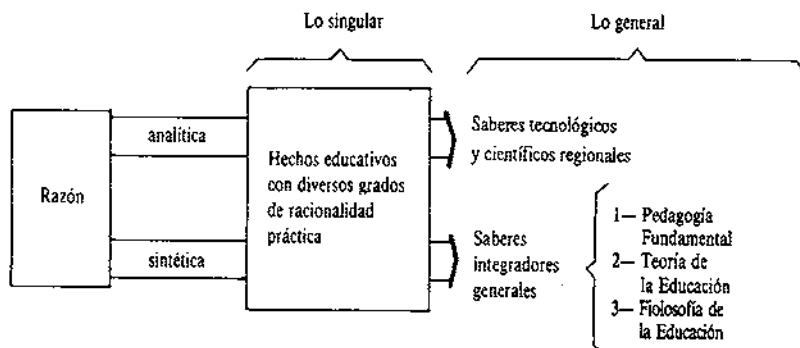 Lo singular
Lo general
Razón
analítica
sintética
Hechos educativos
con diversos grados
de racionalidad
práctica
Saberes tecnológicos
y científicos regionales
Saberes
integradores
generales
1— Pedagogía
Fundamental
2— Teoría de
la Educación
3— Fiolosofía de
la Educación